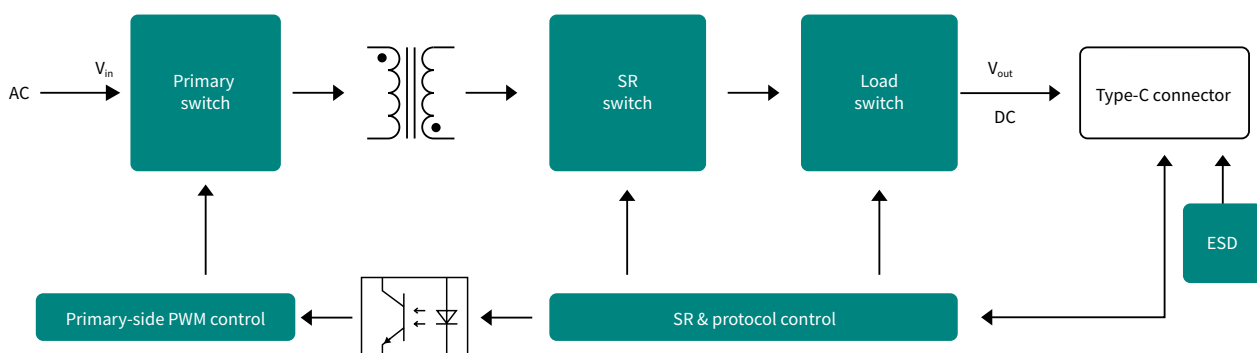 AC
Vin
Primary
switch
SR
switch
Load
switch
Vout
DC
Type-C connector
ESD
Primary-side PWM control
SR & protocol control